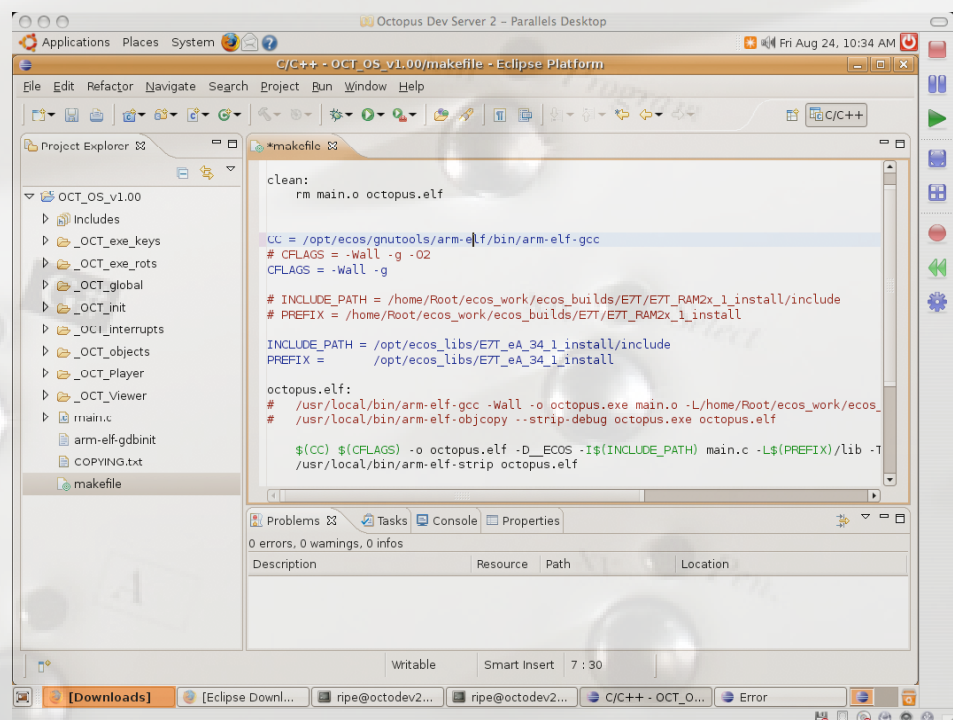 Octopus Dev Server 2 – Parallels Desktop
Applications Places System
Fri Aug 24, 10:34 AM
C/C++ - OCT_OS_v1.00/makefile - Eclipse Platform
File Edit Refactor Navigate Search Project Run Window Help
C/C++
Project Explorer
*makefile
OCT_OS_v1.00
Includes
_OCT_exe_keys
_OCT_exe_rots
_OCT_global
_OCT_init
_OCT_interrupts
_OCT_objects
_OCT_Player
_OCT_Viewer
main.c
arm-elf-gdbinit
COPYING.txt
makefile
clean:
rm main.o octopus.elf
CC = /opt/ecos/gnutools/arm-elf/bin/arm-elf-gcc
# CFLAGS = -Wall -g -O2
CFLAGS = -Wall -g
# INCLUDE_PATH = /home/Root/ecos_work/ecos_builds/E7T/E7T_RAM2x_1_install/include
# PREFIX = /home/Root/ecos_work/ecos_builds/E7T/E7T_RAM2x_1_install
INCLUDE_PATH = /opt/ecos_libs/E7T_eA_34_1_install/include
PREFIX = /opt/ecos_libs/E7T_eA_34_1_install
octopus.elf:
# /usr/local/bin/arm-elf-gcc -Wall -o octopus.exe main.o -L/home/Root/ecos_work/ecos_
# /usr/local/bin/arm-elf-objcopy --strip-debug octopus.exe octopus.elf
$(CC) $(CFLAGS) -o octopus.elf -D__ECOS -I$(INCLUDE_PATH) main.c -L$(PREFIX)/lib -T
/usr/local/bin/arm-elf-strip octopus.elf
Problems Tasks Console Properties
0 errors, 0 warnings, 0 infos
Description Resource Path Location
Writable Smart Insert 7 : 30
[Downloads] [Eclipse Downl... ripe@octodev2... ripe@octodev2... C/C++ - OCT_O... Error